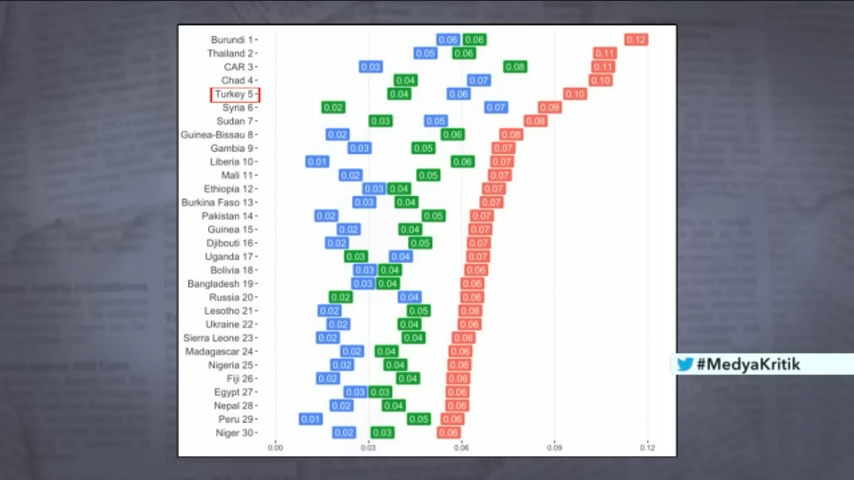 Burundi 1 0.06 0.06 0.12
Thailand 2 0.05 0.06 0.11
CAR 3 0.03 0.08 0.11
Chad 4 0.04 0.07 0.10
Turkey 5 0.04 0.06 0.10
Syria 6 0.02 0.07 0.09
Sudan 7 0.03 0.05 0.08
Guinea-Bissau 8 0.02 0.06 0.08
Gambia 9 0.03 0.05 0.07
Liberia 10 0.01 0.06 0.07
Mali 11 0.02 0.05 0.07
Ethiopia 12 0.03 0.04 0.07
Burkina Faso 13 0.03 0.04 0.07
Pakistan 14 0.02 0.05 0.07
Guinea 15 0.02 0.04 0.07
Djibouti 16 0.02 0.05 0.07
Uganda 17 0.03 0.04 0.07
Bolivia 18 0.03 0.04 0.06
Bangladesh 19 0.03 0.04 0.06
Russia 20 0.02 0.04 0.06
Lesotho 21 0.02 0.05 0.06
Ukraine 22 0.02 0.04 0.06
Sierra Leone 23 0.02 0.04 0.06
Madagascar 24 0.02 0.04 0.06
Nigeria 25 0.02 0.04 0.06
Fiji 26 0.02 0.04 0.06
Egypt 27 0.03 0.03 0.06
Nepal 28 0.02 0.04 0.06
Peru 29 0.01 0.05 0.06
Niger 30 0.02 0.03 0.06
0.00 0.03 0.06 0.09 0.12
#MedyaKritik